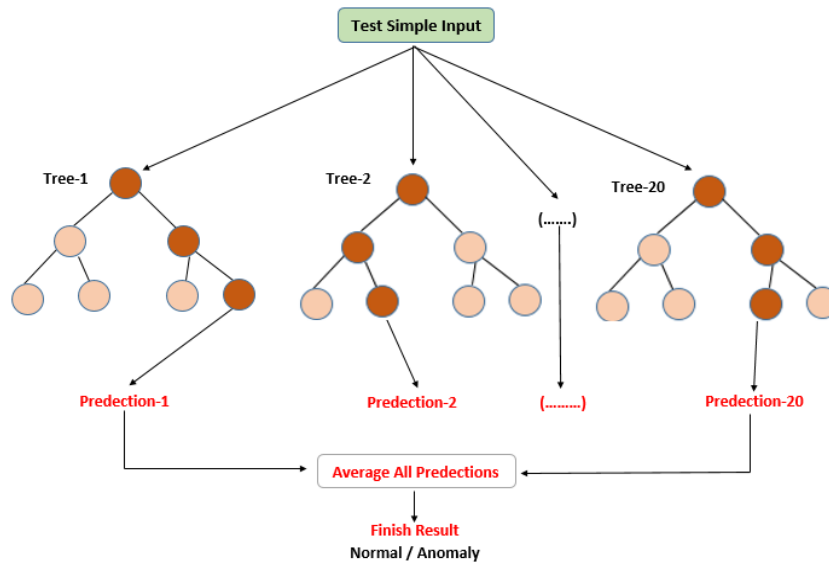 Test Simple Input
Tree-1
Tree-2
Tree-20
(.......)
Predection-1
Predection-2
(.........)
Predection-20
Average All Predections
Finish Result
Normal / Anomaly